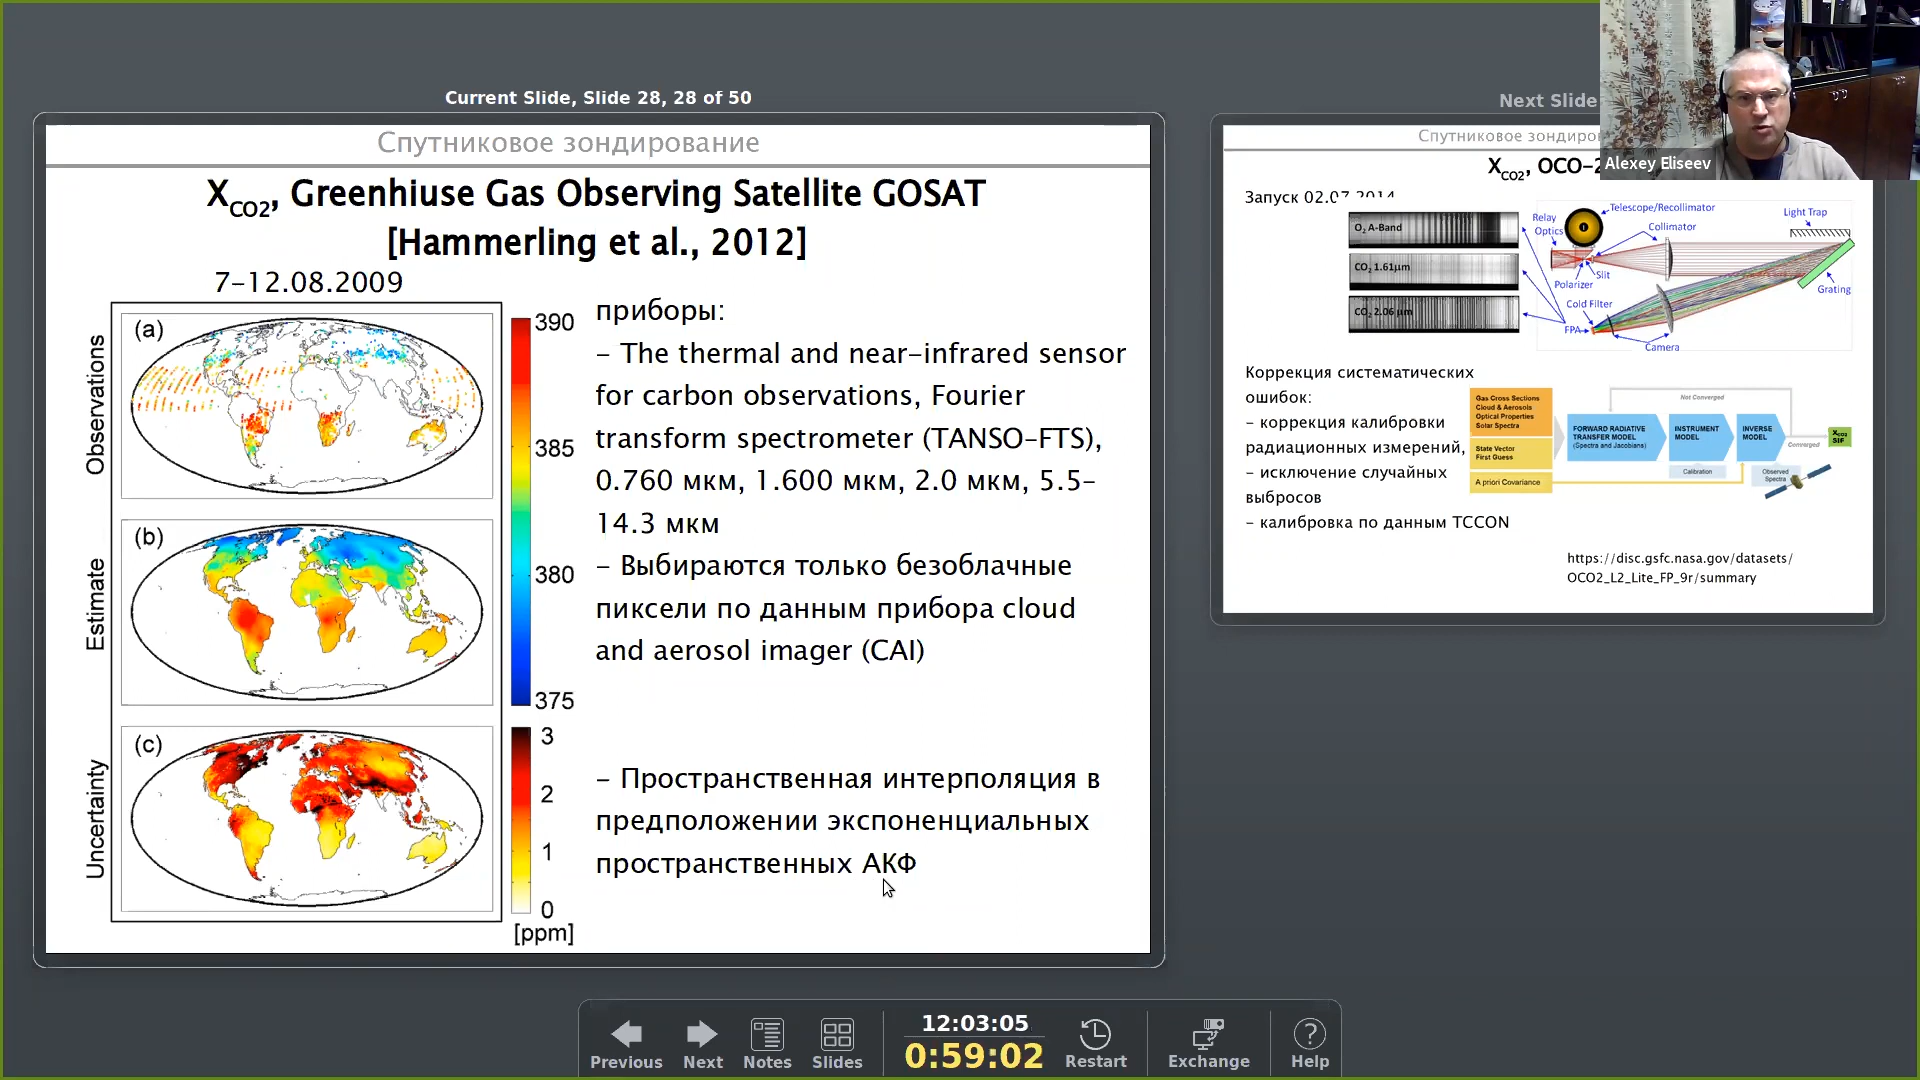 Current Slide, Slide 28, 28 of 50
Спутниковое зондирование
X_CO2, Greenhiuse Gas Observing Satellite GOSAT
[Hammerling et al., 2012]
7–12.08.2009
Observations
(a)
Estimate
(b)
Uncertainty
(c)
390
385
380
375
3
2
1
0
[ppm]
приборы:
– The thermal and near–infrared sensor
for carbon observations, Fourier
transform spectrometer (TANSO–FTS),
0.760 мкм, 1.600 мкм, 2.0 мкм, 5.5–
14.3 мкм
– Выбираются только безоблачные
пиксели по данным прибора cloud
and aerosol imager (CAI)
– Пространственная интерполяция в
предположении экспоненциальных
пространственных АКФ
Next Slide
Спутниковое зондиров
X_CO2, OCO–2
Запуск 02.07.2014
O2 A-Band
CO2 1.61µm
CO2 2.06 µm
Relay
Optics
Telescope/Recollimator
Collimator
Light Trap
Slit
Polarizer
Cold Filter
Grating
FPA
Camera
Коррекция систематических
ошибок:
– коррекция калибровки
радиационных измерений,
– исключение случайных
выбросов
– калибровка по данным TCCON
Gas Cross Sections
Cloud & Aerosols
Optical Properties
Solar Spectra
State Vector
First Guess
A priori Covariance
FORWARD RADIATIVE
TRANSFER MODEL
(Spectra and Jacobians)
INSTRUMENT
MODEL
INVERSE
MODEL
Not Converged
Converged
Calibration
Observed
Spectra
XCO2
SIF
https://disc.gsfc.nasa.gov/datasets/
OCO2_L2_Lite_FP_9r/summary
Alexey Eliseev
Previous
Next
Notes
Slides
12:03:05
0:59:02
Restart
Exchange
Help